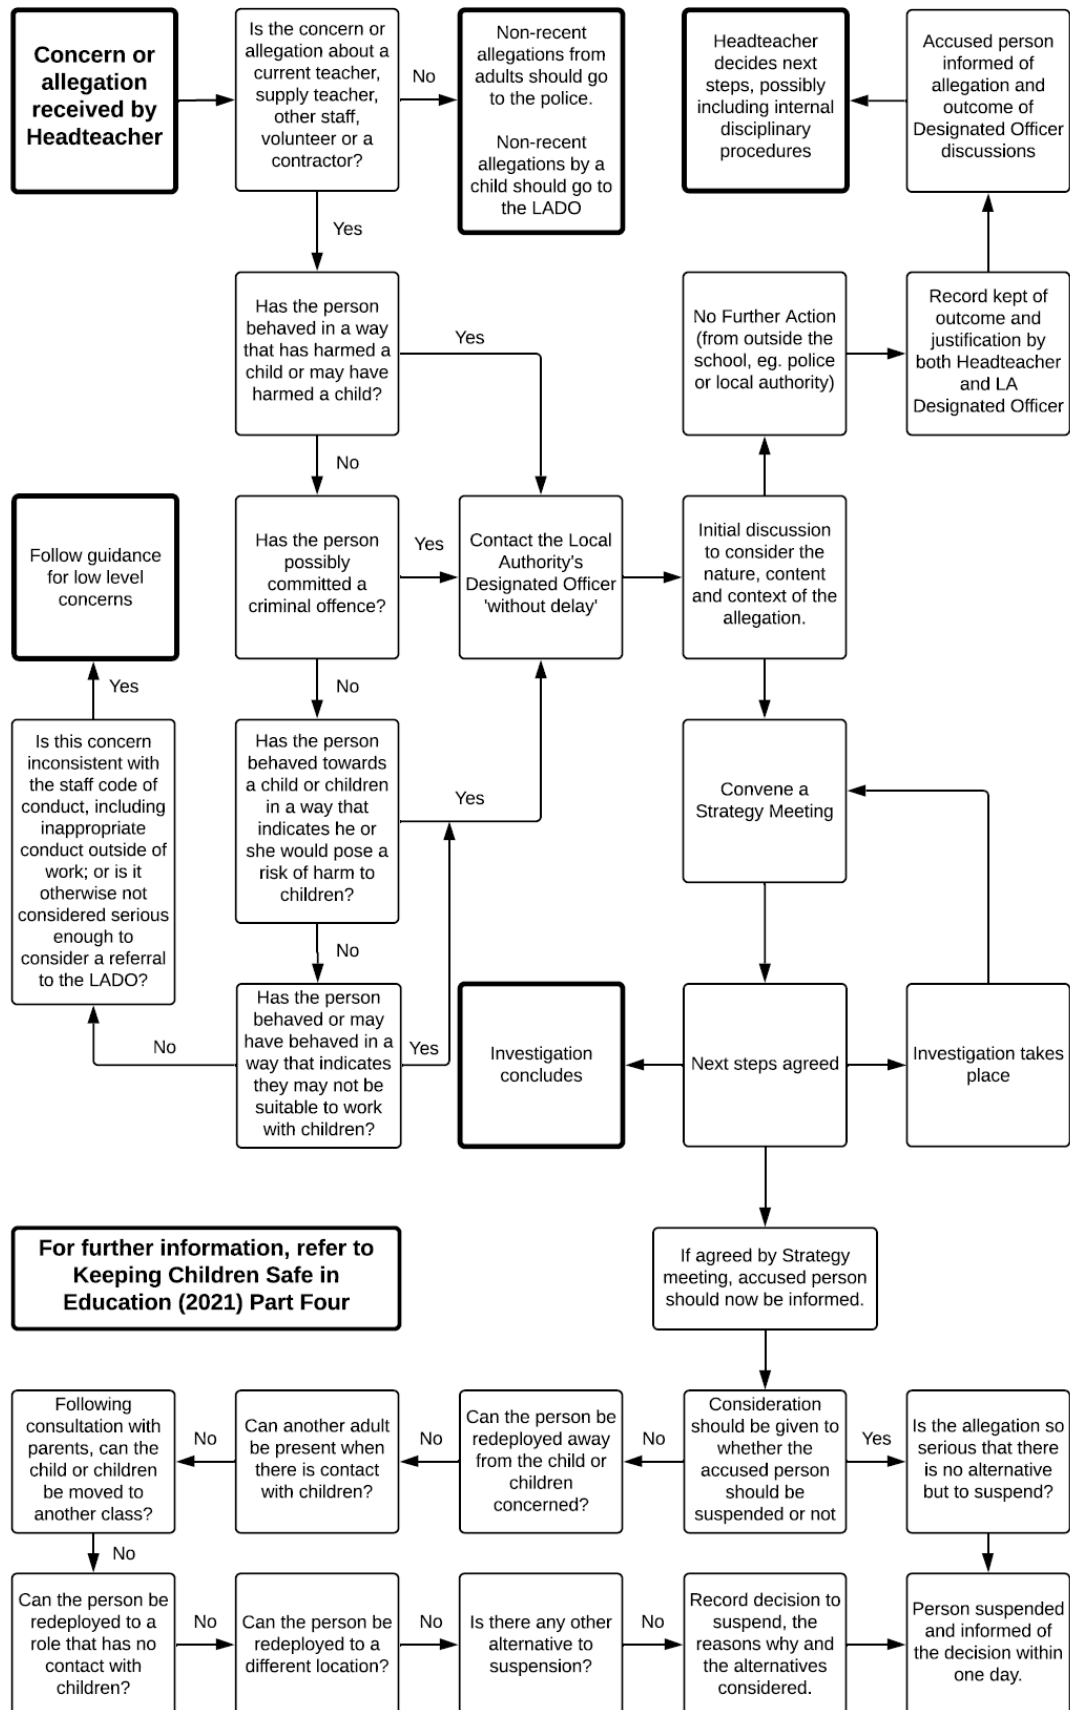 Concern or
allegation
received by
Headteacher
Is the concern or
allegation about a
current teacher,
supply teacher,
other staff,
volunteer or a
contractor?
No
Non-recent
allegations from
adults should go
to the police.
Non-recent
allegations by a
child should go to
the LADO
Headteacher
decides next
steps, possibly
including internal
disciplinary
procedures
Accused person
informed of
allegation and
outcome of
Designated Officer
discussions
Yes
Has the person
behaved in a way
that has harmed a
child or may have
harmed a child?
Yes
No Further Action
(from outside the
school, eg. police
or local authority)
Record kept of
outcome and
justification by
both Headteacher
and LA
Designated Officer
No
Follow guidance
for low level
concerns
Has the person
possibly
committed a
criminal offence?
Yes
Contact the Local
Authority's
Designated Officer
'without delay'
Initial discussion
to consider the
nature, content
and context of the
allegation.
Yes
No
Is this concern
inconsistent with
the staff code of
conduct, including
inappropriate
conduct outside of
work; or is it
otherwise not
considered serious
enough to
consider a referral
to the LADO?
Has the person
behaved towards
a child or children
in a way that
indicates he or
she would pose a
risk of harm to
children?
Yes
Convene a
Strategy Meeting
No
No
Has the person
behaved or may
have behaved in a
way that indicates
they may not be
suitable to work
with children?
Yes
Investigation
concludes
Next steps agreed
Investigation takes
place
For further information, refer to
Keeping Children Safe in
Education (2021) Part Four
If agreed by Strategy
meeting, accused person
should now be informed.
Following
consultation with
parents, can the
child or children
be moved to
another class?
No
Can another adult
be present when
there is contact
with children?
No
Can the person be
redeployed away
from the child or
children
concerned?
No
Consideration
should be given to
whether the
accused person
should be
suspended or not
Yes
Is the allegation so
serious that there
is no alternative
but to suspend?
No
Can the person be
redeployed to a
role that has no
contact with
children?
No
Can the person be
redeployed to a
different location?
No
Is there any other
alternative to
suspension?
No
Record decision to
suspend, the
reasons why and
the alternatives
considered.
Person suspended
and informed of
the decision within
one day.